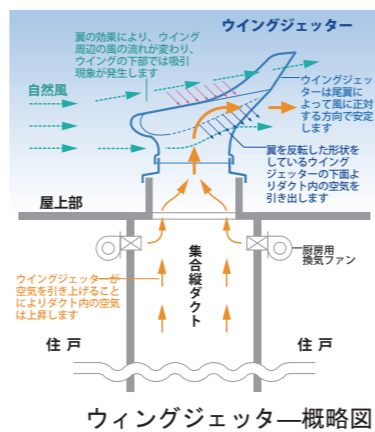 ウイングジェッター
翼の効果により、ウイング
周辺の風の流れが変わり、
ウイングの下部では吸引
現象が発生します
自然風
ウイングジェッ
ターは尾翼に
よって風に正対
する方向で安定
します
翼を反転した形状を
しているウイング
ジェッターの下面よ
りダクト内の空気を
引き出します
屋上部
厨房用
換気ファン
集合縦ダクト
ウイングジェッターが
空気を引き上げること
によりダクト内の空気
は上昇します
住戸
住戸
ウィングジェッタ―概略図